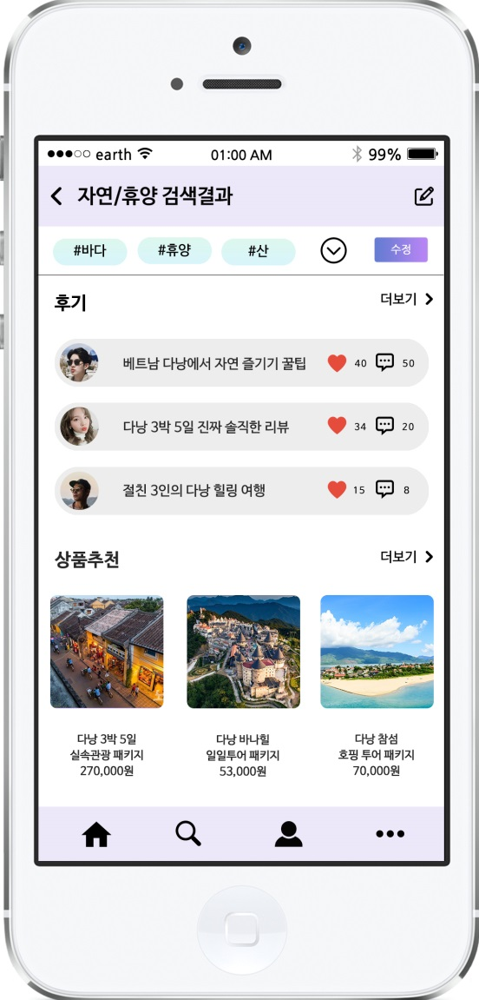 earth 01:00 AM 99%
자연/휴양 검색결과
#바다 #휴양 #산 수정
후기 더보기
베트남 다낭에서 자연 즐기기 꿀팁 40 50
다낭 3박 5일 진짜 솔직한 리뷰 34 20
절친 3인의 다낭 힐링 여행 15 8
상품추천 더보기
다낭 3박 5일
실속관광 패키지
270,000원
다낭 바나힐
일일투어 패키지
53,000원
다낭 참섬
호핑 투어 패키지
70,000원